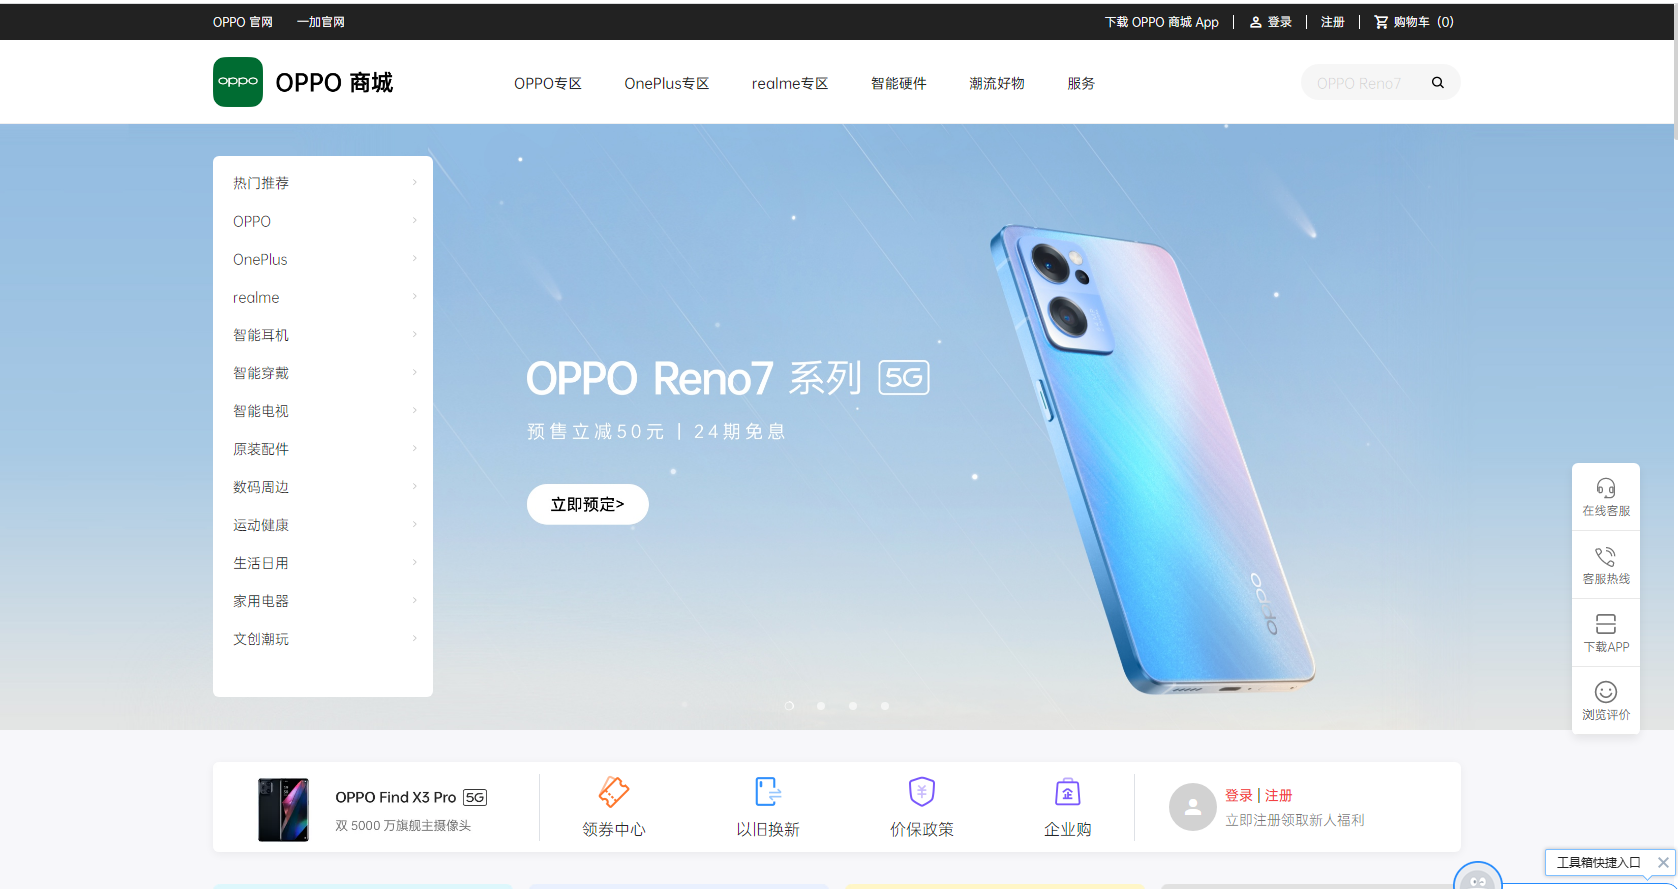 OPPO 官网 一加官网 下载 OPPO 商城 App 登录 注册 购物车（0）
oppo OPPO 商城 OPPO专区 OnePlus专区 realme专区 智能硬件 潮流好物 服务 OPPO Reno7
热门推荐
OPPO
OnePlus
realme
智能耳机
智能穿戴
智能电视
原装配件
数码周边
运动健康
生活日用
家用电器
文创潮玩
OPPO Reno7 系列 5G
预售立减50元 | 24期免息
立即预定>
oppo
在线客服
客服热线
下载APP
浏览评价
OPPO Find X3 Pro 5G
双 5000 万旗舰主摄像头
领券中心
以旧换新
价保政策
企业购
登录 | 注册
立即注册领取新人福利
工具箱快捷入口